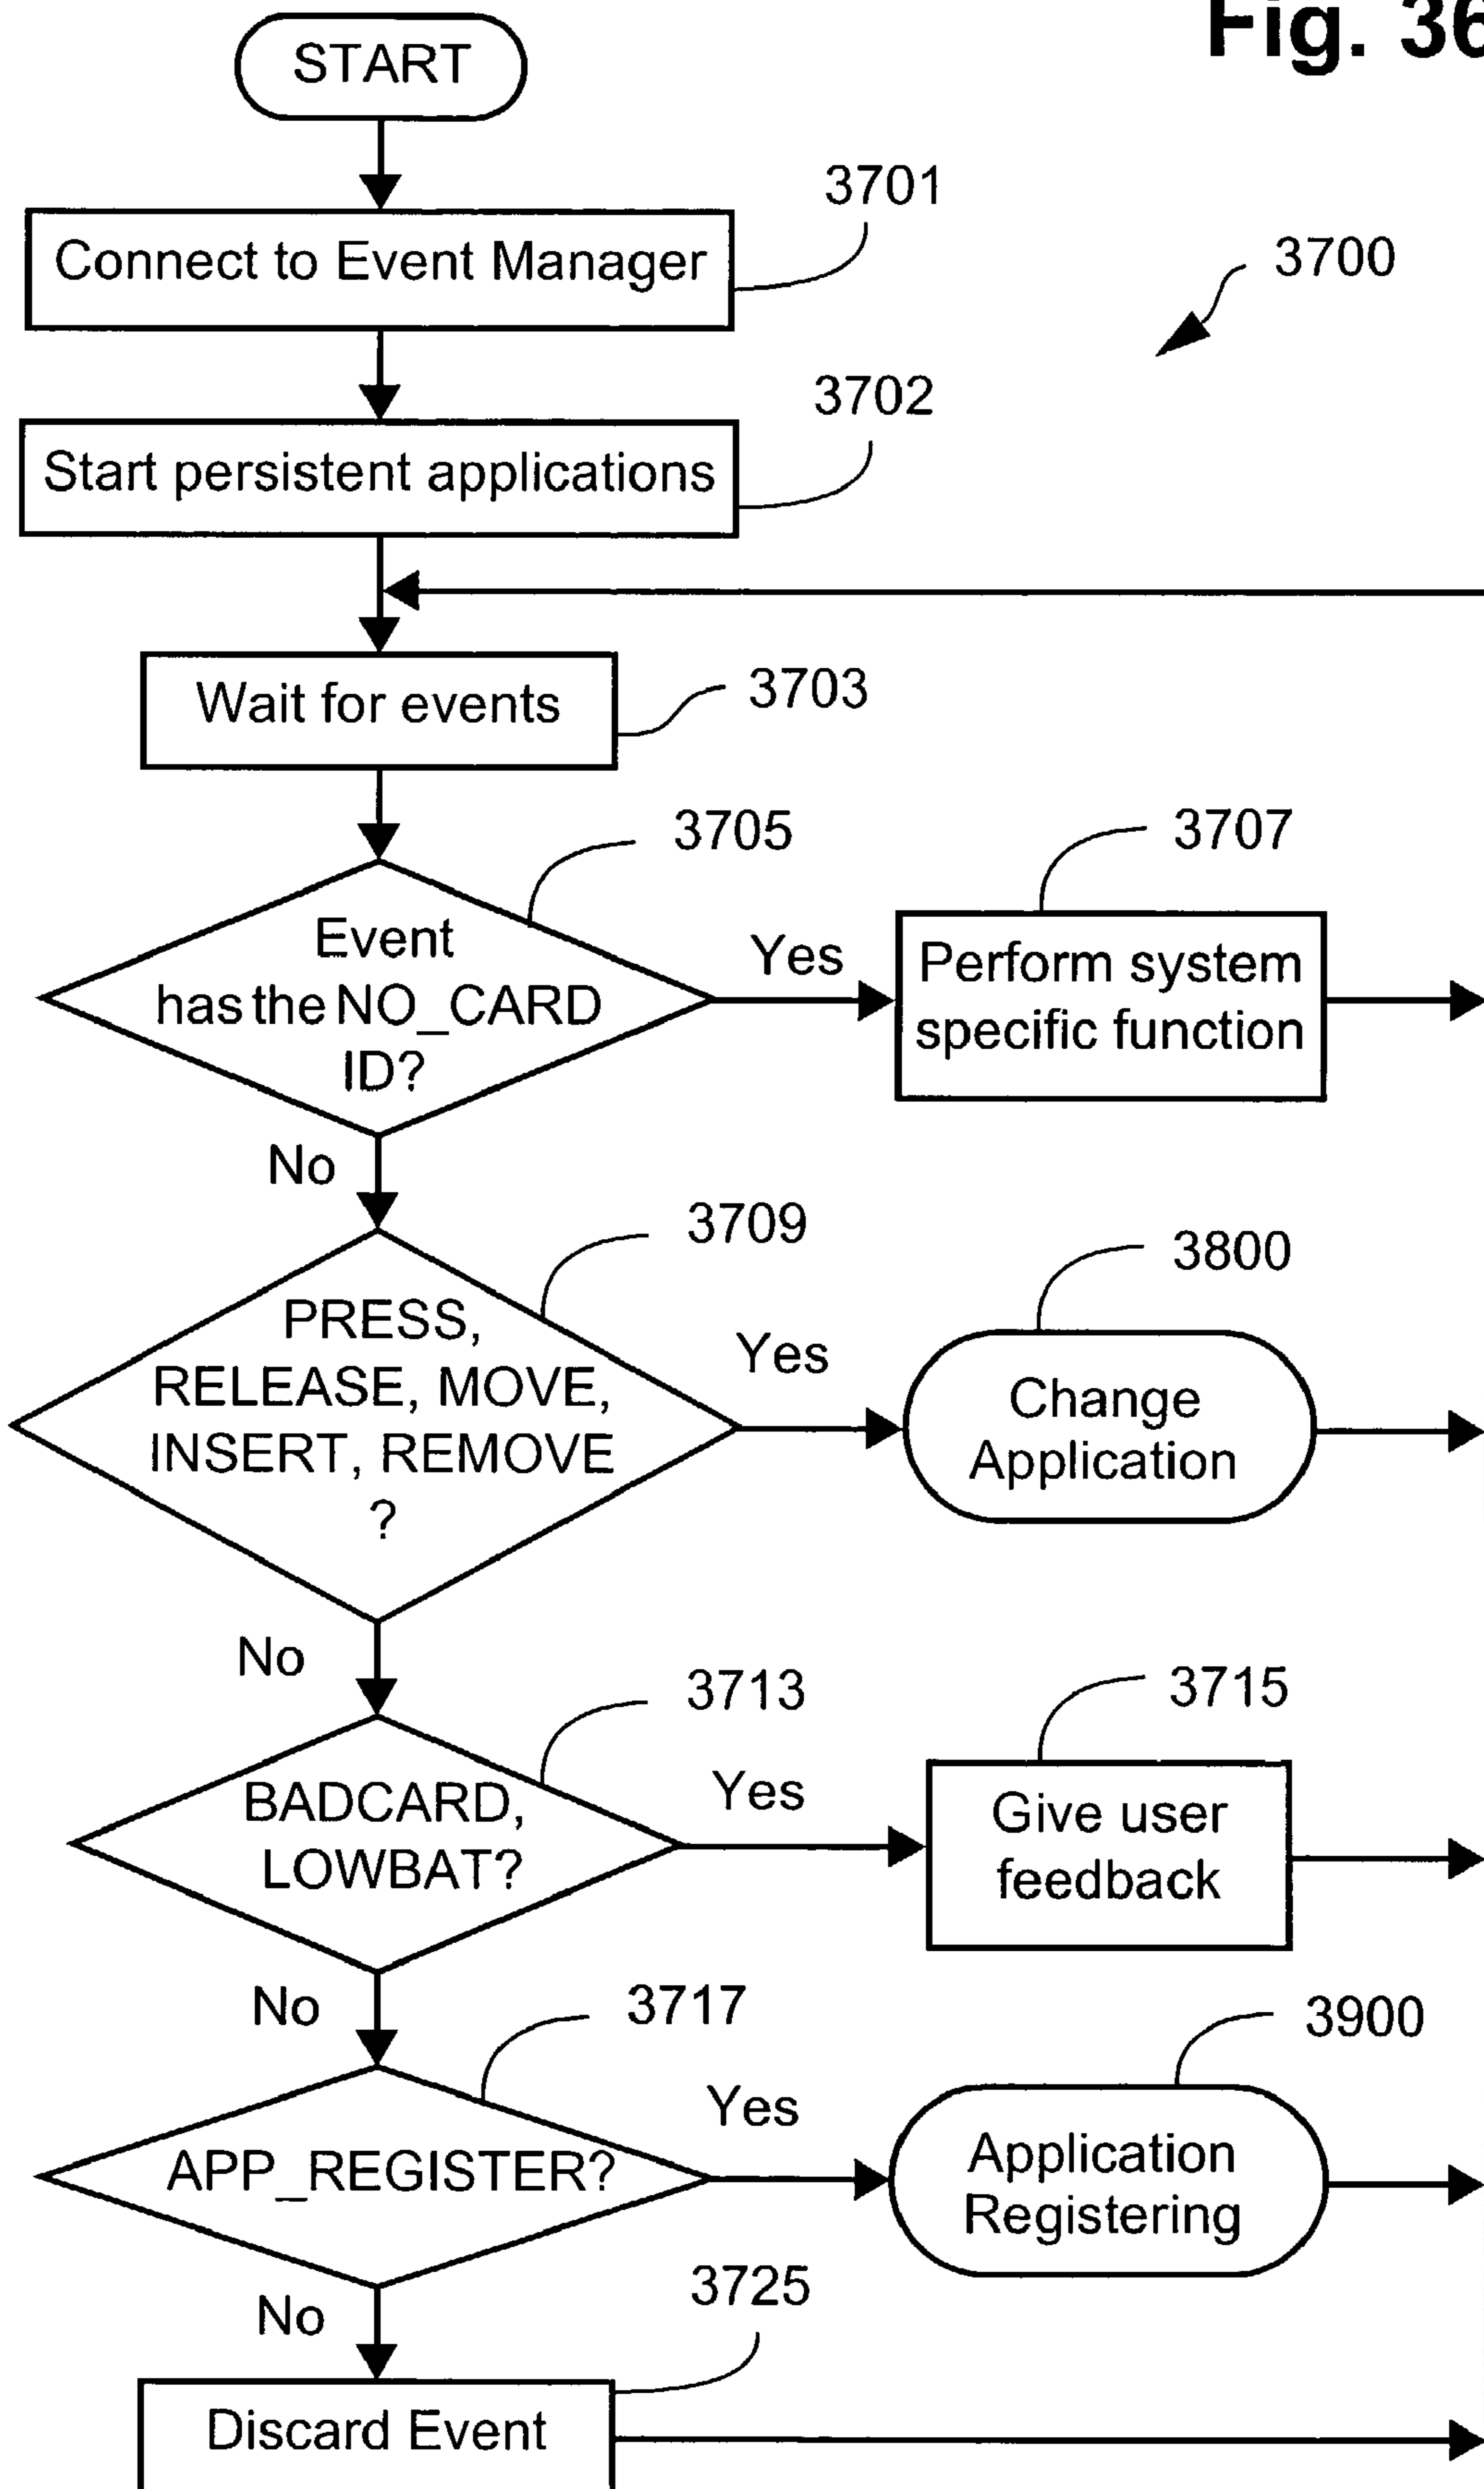 Fig. 36
START
3701
Connect to Event Manager
3700
3702
Start persistent applications
Wait for events
3703
3705
3707
Event
has the NO_CARD
ID?
Yes
Perform system
specific function
No
3709
3800
PRESS,
RELEASE, MOVE,
INSERT, REMOVE
?
Yes
Change
Application
No
3713
3715
BADCARD,
LOWBAT?
Yes
Give user
feedback
No
3717
3900
APP_REGISTER?
Yes
Application
Registering
No
3725
Discard Event